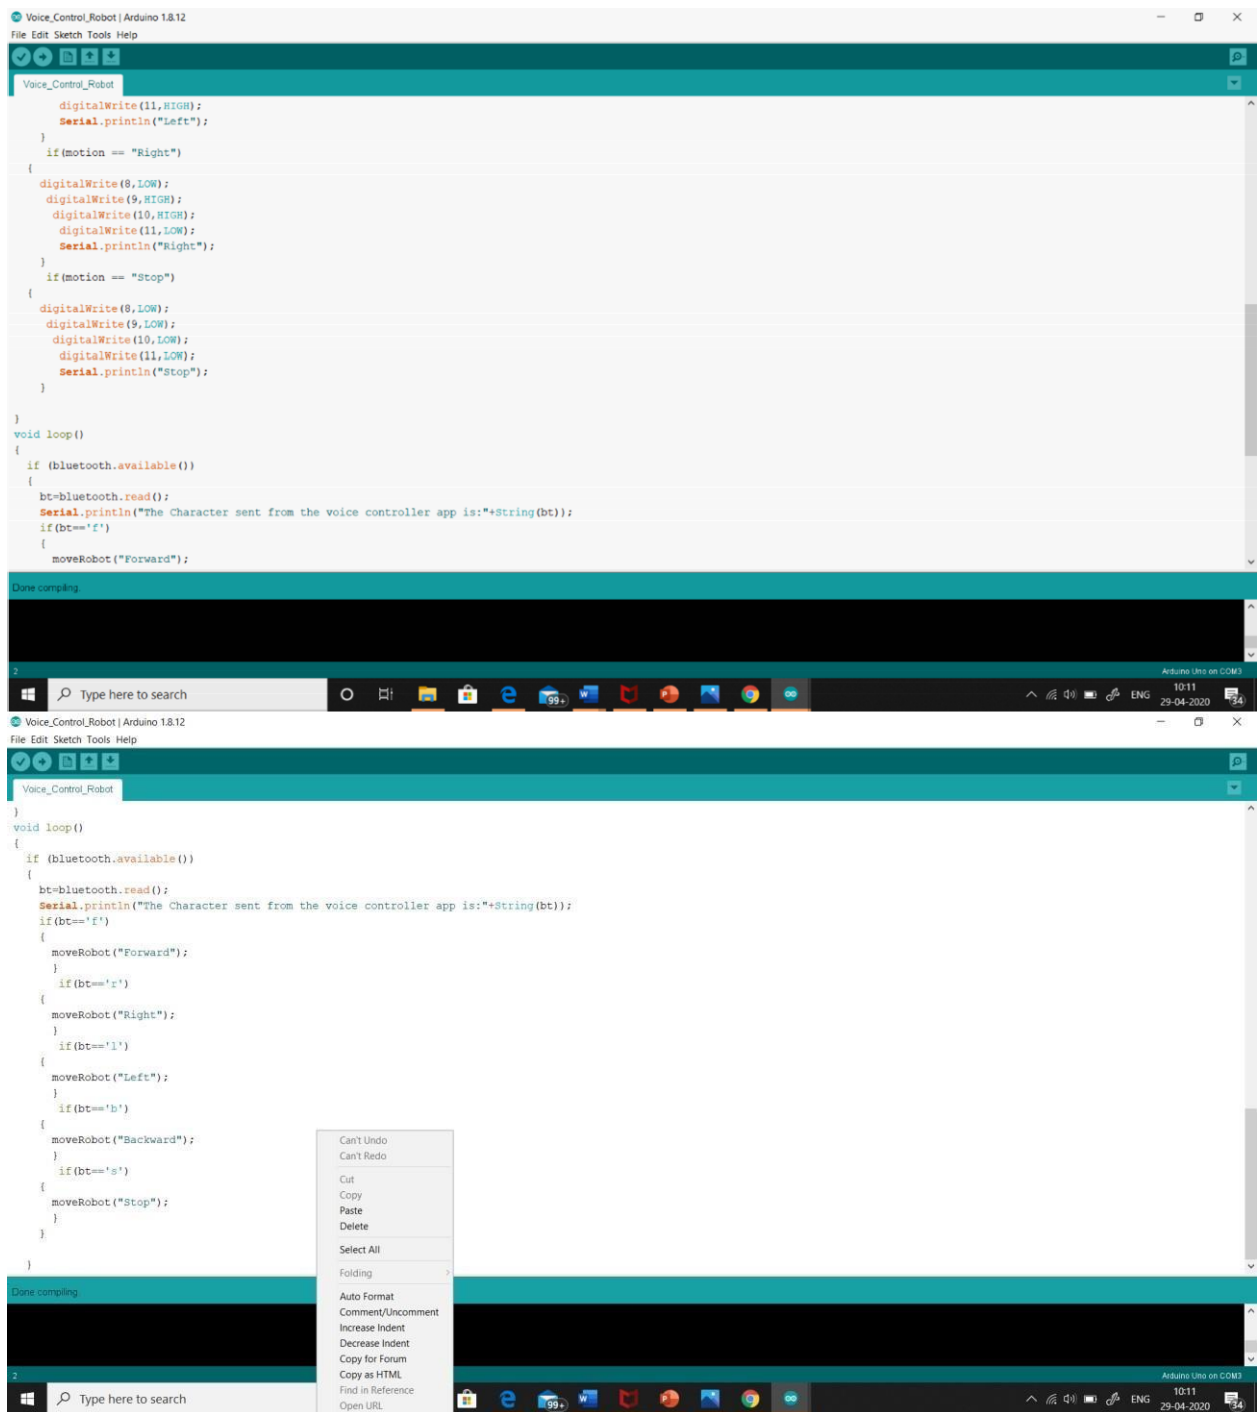 Voice_Control_Robot | Arduino 1.8.12
File Edit Sketch Tools Help
Voice_Control_Robot
digitalWrite(11,HIGH);
Serial.println("Left");
}
if(motion == "Right")
{
digitalWrite(8,LOW);
digitalWrite(9,HIGH);
digitalWrite(10,HIGH);
digitalWrite(11,LOW);
Serial.println("Right");
}
if(motion == "Stop")
{
digitalWrite(8,LOW);
digitalWrite(9,LOW);
digitalWrite(10,LOW);
digitalWrite(11,LOW);
Serial.println("Stop");
}
}
void loop()
{
if (bluetooth.available())
{
bt=bluetooth.read();
Serial.println("The Character sent from the voice controller app is:"+String(bt));
if(bt=='f')
{
moveRobot("Forward");
Done compiling.
2 Arduino Uno on COM3
Type here to search 99+ ENG 10:11
29-04-2020 34
Voice_Control_Robot | Arduino 1.8.12
File Edit Sketch Tools Help
Voice_Control_Robot
}
void loop()
{
if (bluetooth.available())
{
bt=bluetooth.read();
Serial.println("The Character sent from the voice controller app is:"+String(bt));
if(bt=='f')
{
moveRobot("Forward");
}
if(bt=='r')
{
moveRobot("Right");
}
if(bt=='l')
{
moveRobot("Left");
}
if(bt=='b')
{
moveRobot("Backward");
}
if(bt=='s')
{
moveRobot("Stop");
}
}
}
Can't Undo
Can't Redo
Cut
Copy
Paste
Delete
Select All
Folding
Auto Format
Comment/Uncomment
Increase Indent
Decrease Indent
Copy for Forum
Copy as HTML
Find in Reference
Open URL
Done compiling.
2 Arduino Uno on COM3
Type here to search 99+ ENG 10:11
29-04-2020 34